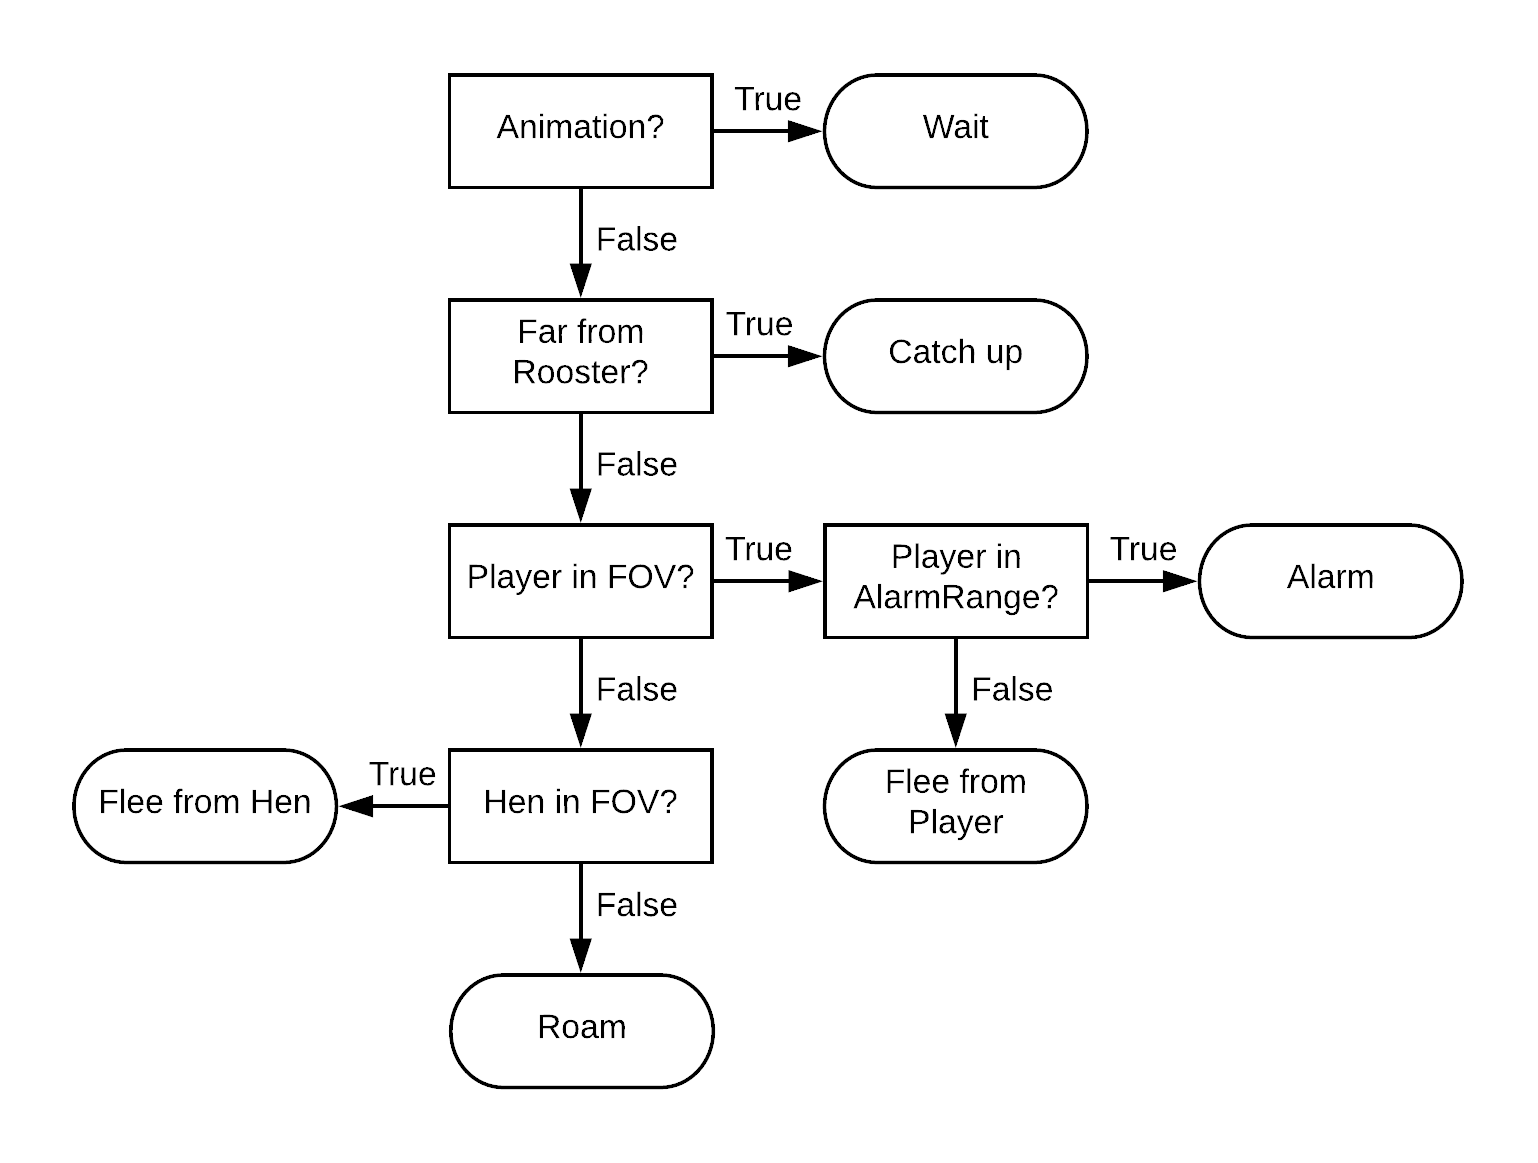 Animation?
True
Wait
False
Far from
Rooster?
True
Catch up
False
Player in FOV?
True
Player in
AlarmRange?
True
Alarm
False
False
Flee from Hen
True
Hen in FOV?
Flee from
Player
False
Roam